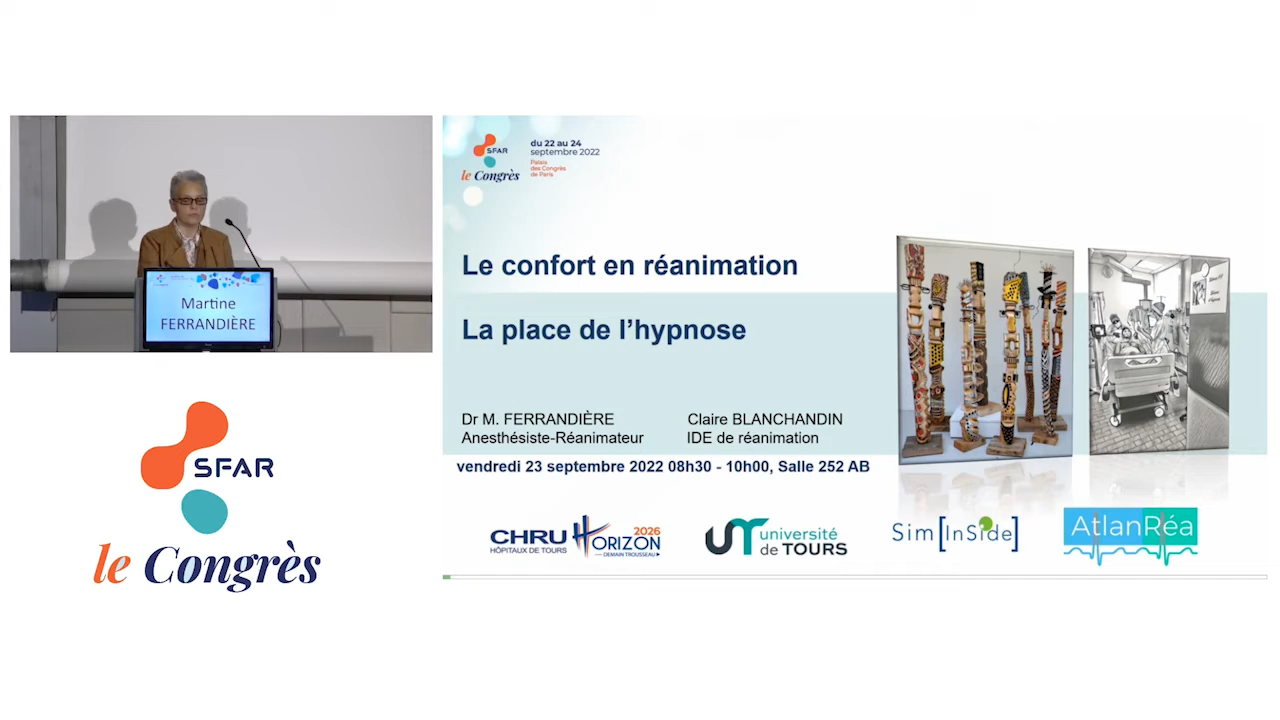 Martine
FERRANDIÈRE
SFAR
le Congrès
SFAR
le Congrès
du 22 au 24
septembre 2022
Palais
des Congrès
de Paris
Le confort en réanimation
La place de l’hypnose
Dr M. FERRANDIÈRE
Anesthésiste-Réanimateur
Claire BLANCHANDIN
IDE de réanimation
vendredi 23 septembre 2022 08h30 - 10h00, Salle 252 AB
CHRU
HÔPITAUX DE TOURS
HORIZON
2026
DEMAIN TROUSSEAU
université
de TOURS
Sim[InSide]
AtlanRéa